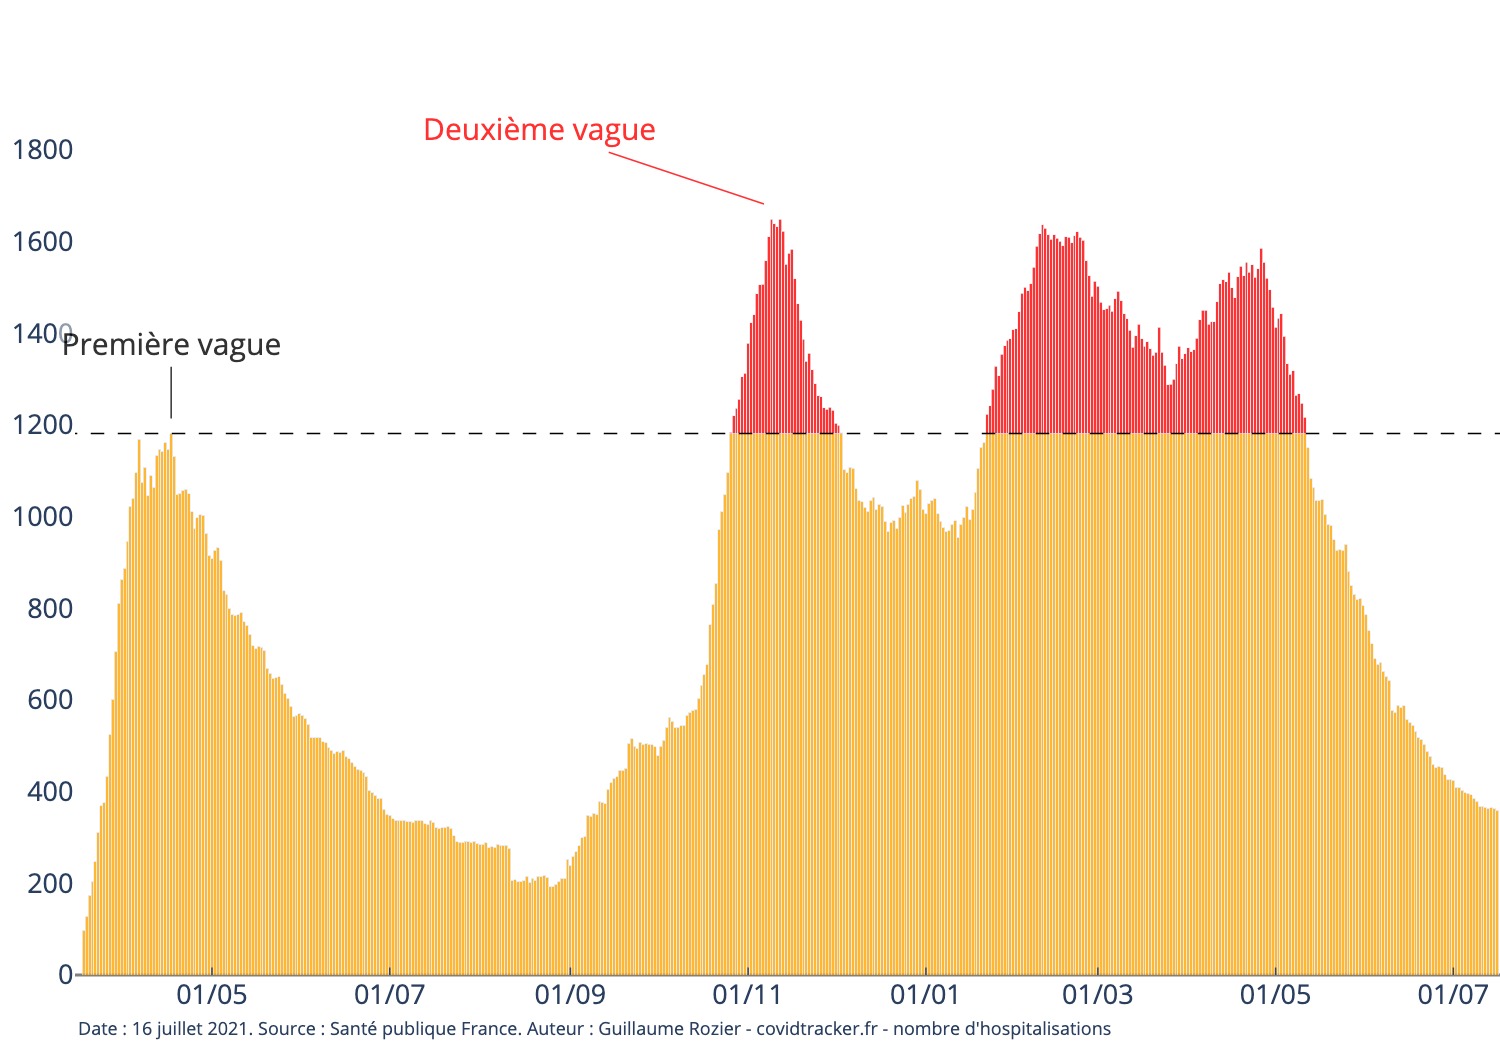 Deuxième vague
1800
1600
1400
Première vague
1200
1000
800
600
400
200
0
01/05 01/07 01/09 01/11 01/01 01/03 01/05 01/07
Date : 16 juillet 2021. Source : Santé publique France. Auteur : Guillaume Rozier - covidtracker.fr - nombre d'hospitalisations